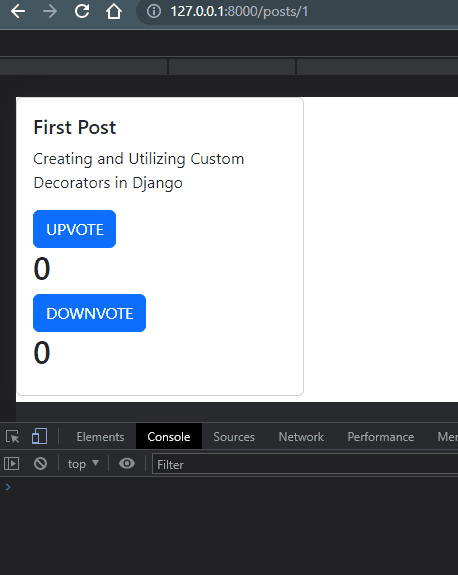 127.0.0.1:8000/posts/1
First Post
Creating and Utilizing Custom
Decorators in Django
UPVOTE
0
DOWNVOTE
0
Elements Console Sources Network Performance Mer
top Filter